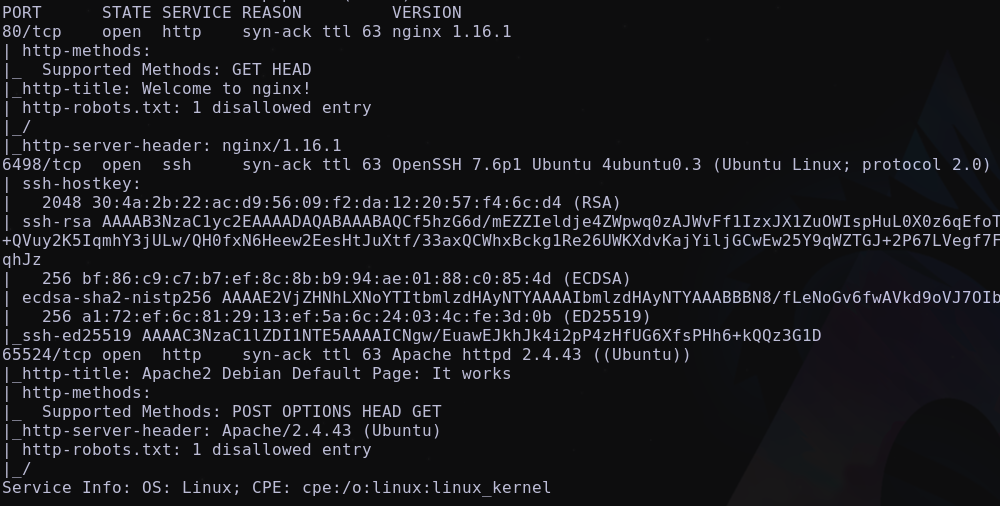 PORT      STATE SERVICE REASON         VERSION
80/tcp    open  http    syn-ack ttl 63 nginx 1.16.1
| http-methods:
|_  Supported Methods: GET HEAD
|_http-title: Welcome to nginx!
| http-robots.txt: 1 disallowed entry
|_/
|_http-server-header: nginx/1.16.1
6498/tcp  open  ssh     syn-ack ttl 63 OpenSSH 7.6p1 Ubuntu 4ubuntu0.3 (Ubuntu Linux; protocol 2.0)
| ssh-hostkey:
|   2048 30:4a:2b:22:ac:d9:56:09:f2:da:12:20:57:f4:6c:d4 (RSA)
| ssh-rsa AAAAB3NzaC1yc2EAAAADAQABAAABAQCf5hzG6d/mEZZIeldje4ZWpwq0zAJWvFf1IzxJX1ZuOWIspHuL0X0z6qEfoT
+QVuy2K5IqmhY3jULw/QH0fxN6Heew2EesHtJuXtf/33axQCWhxBckg1Re26UWKXdvKajYiljGCwEw25Y9qWZTGJ+2P67LVegf7F
qhJz
|   256 bf:86:c9:c7:b7:ef:8c:8b:b9:94:ae:01:88:c0:85:4d (ECDSA)
| ecdsa-sha2-nistp256 AAAAE2VjZHNhLXNoYTItbmlzdHAyNTYAAAAIbmlzdHAyNTYAAABBBN8/fLeNoGv6fwAVkd9oVJ7OIb
|   256 a1:72:ef:6c:81:29:13:ef:5a:6c:24:03:4c:fe:3d:0b (ED25519)
|_ssh-ed25519 AAAAC3NzaC1lZDI1NTE5AAAAICNgw/EuawEJkhJk4i2pP4zHfUG6XfsPHh6+kQQz3G1D
65524/tcp open  http    syn-ack ttl 63 Apache httpd 2.4.43 ((Ubuntu))
|_http-title: Apache2 Debian Default Page: It works
| http-methods:
|_  Supported Methods: POST OPTIONS HEAD GET
|_http-server-header: Apache/2.4.43 (Ubuntu)
| http-robots.txt: 1 disallowed entry
|_/
Service Info: OS: Linux; CPE: cpe:/o:linux:linux_kernel